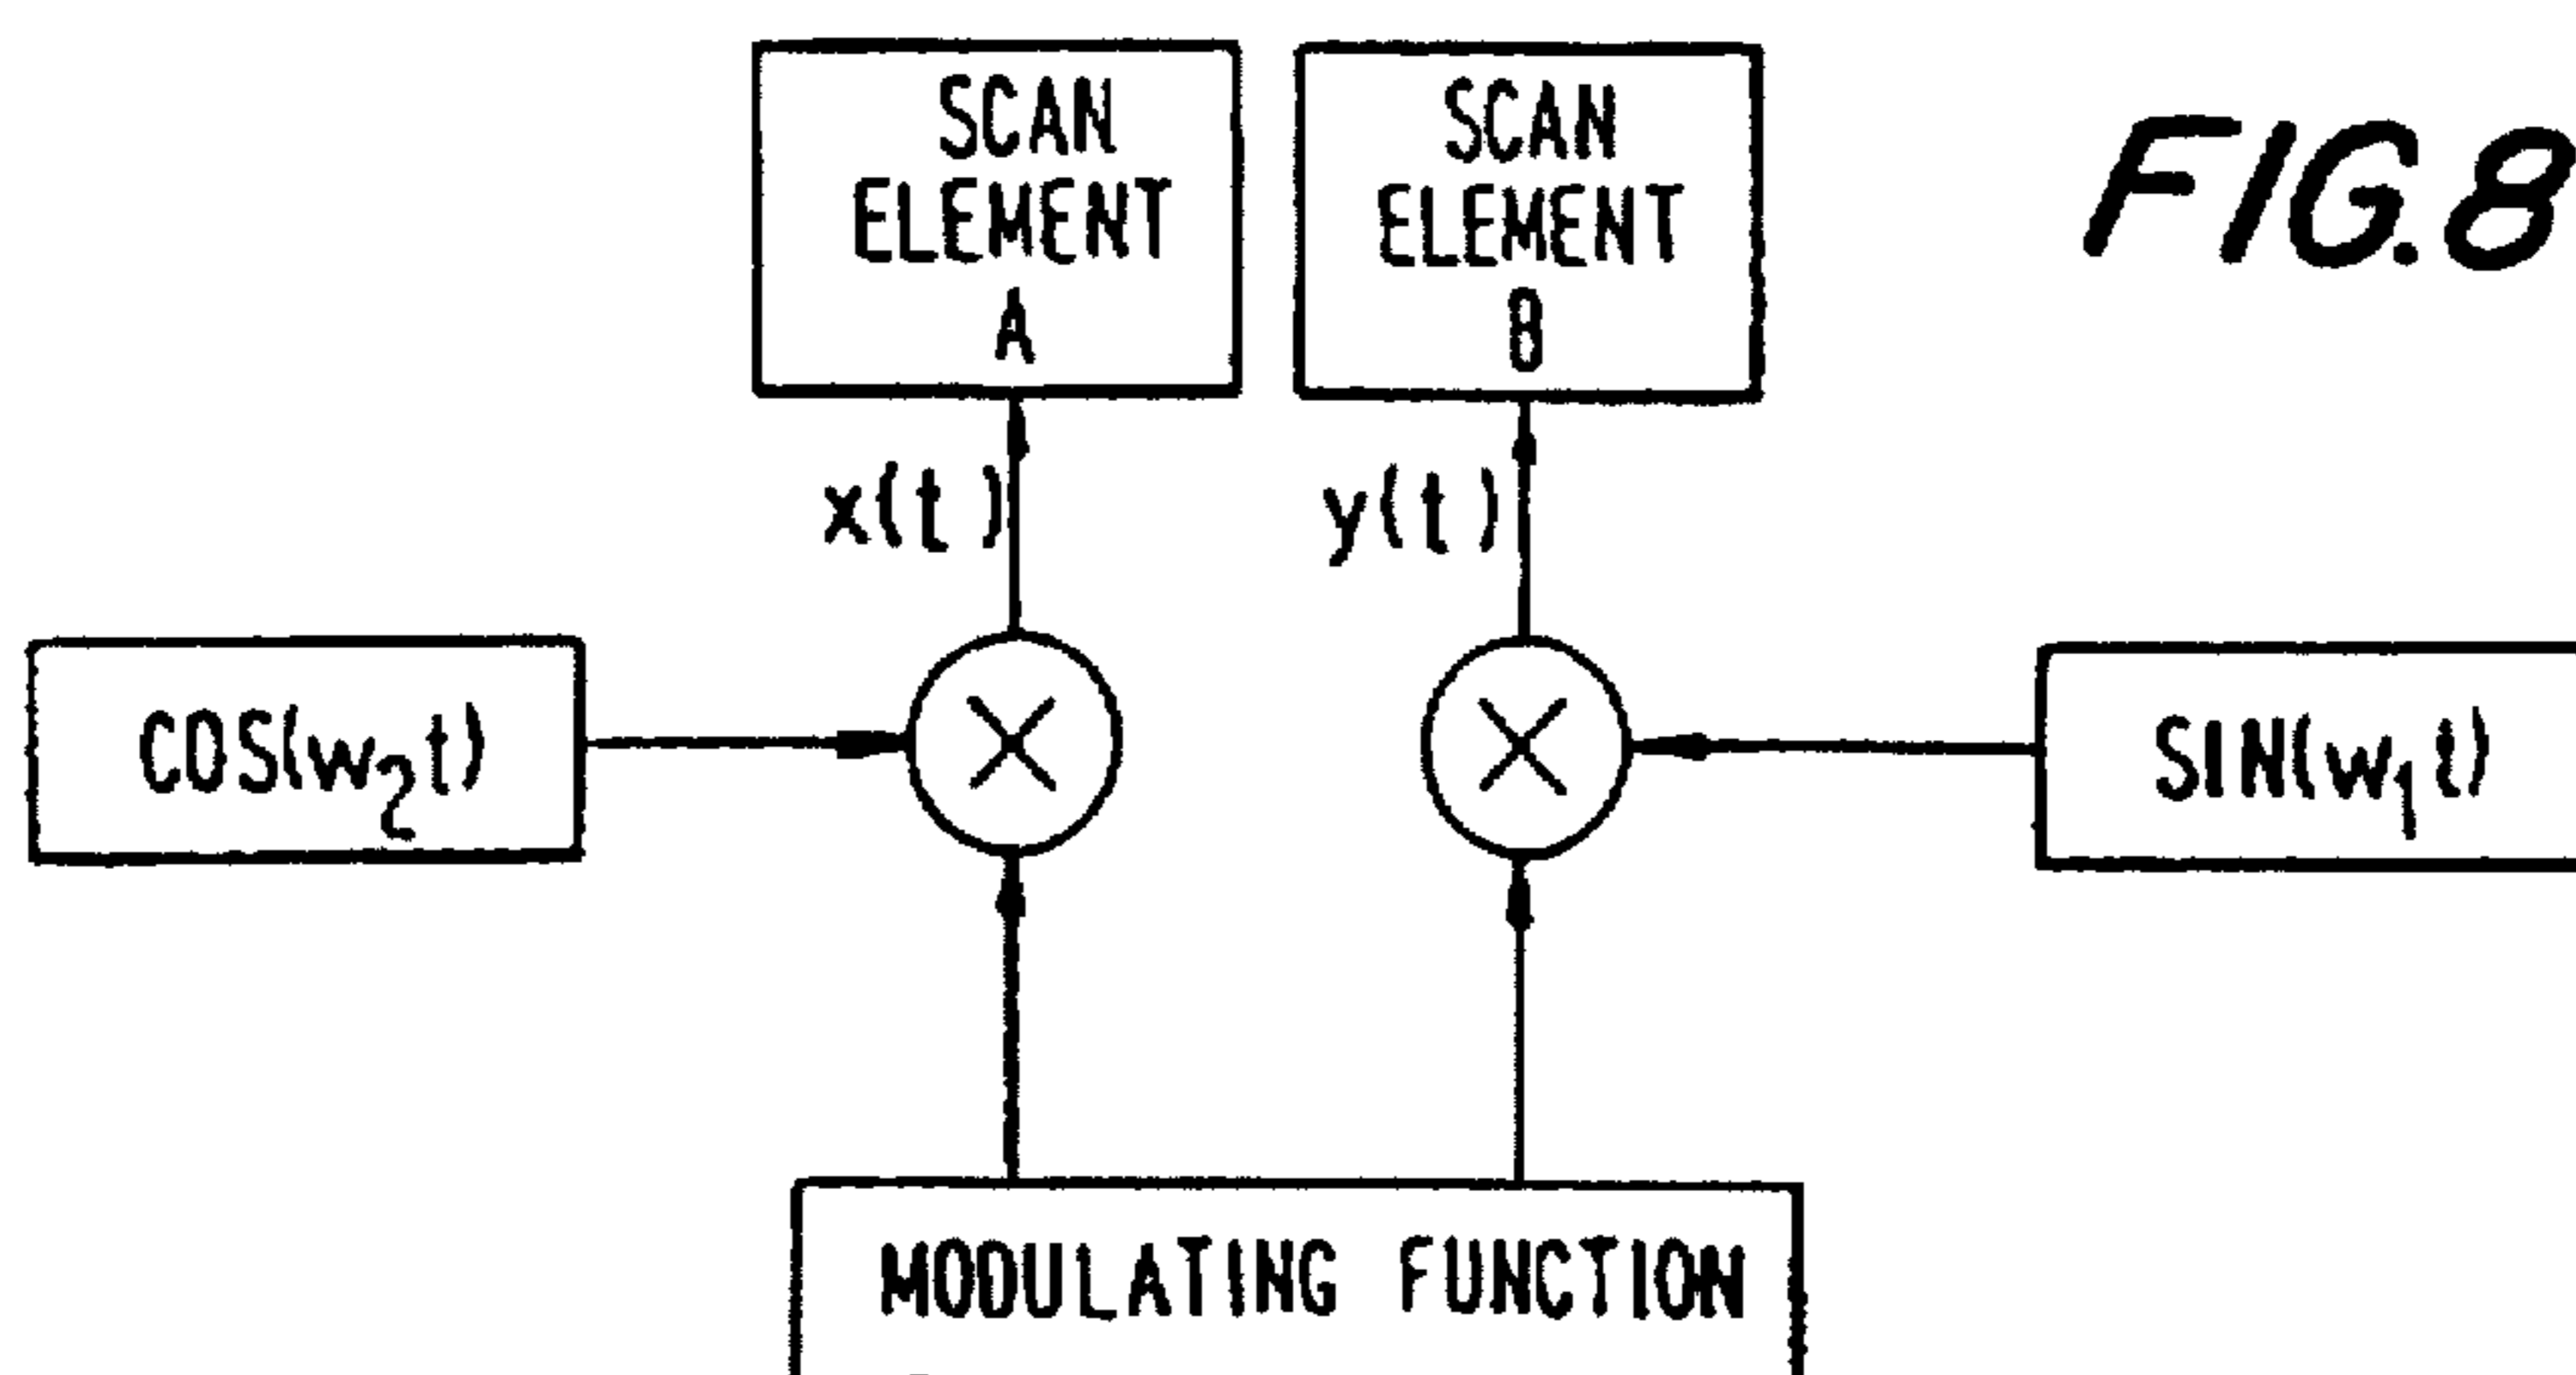 SCAN
ELEMENT
A
SCAN
ELEMENT
B
FIG.8
x(t)
y(t)
COS(w₂t)
SIN(w₁t)
MODULATING FUNCTION